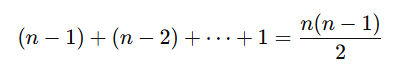 (n − 1) + (n − 2) + ⋯ + 1 = n(n − 1)/2